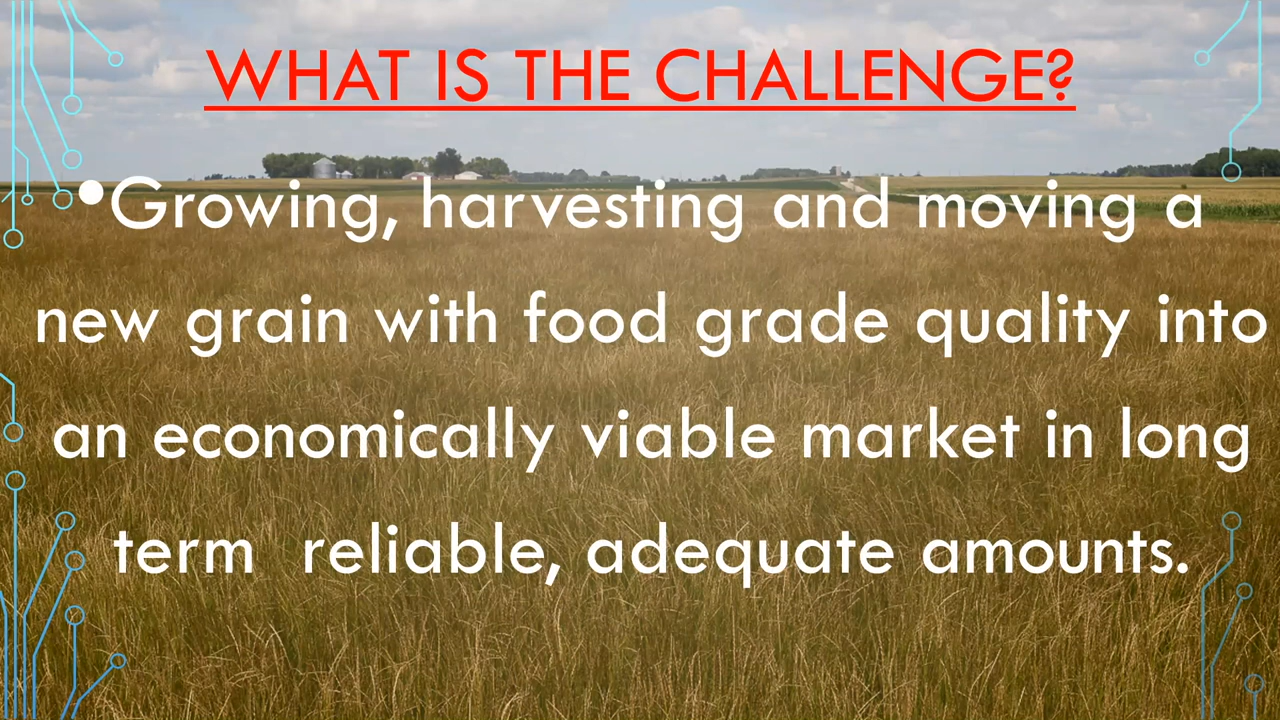 WHAT IS THE CHALLENGE?
•Growing, harvesting and moving a
new grain with food grade quality into
an economically viable market in long
term  reliable, adequate amounts.